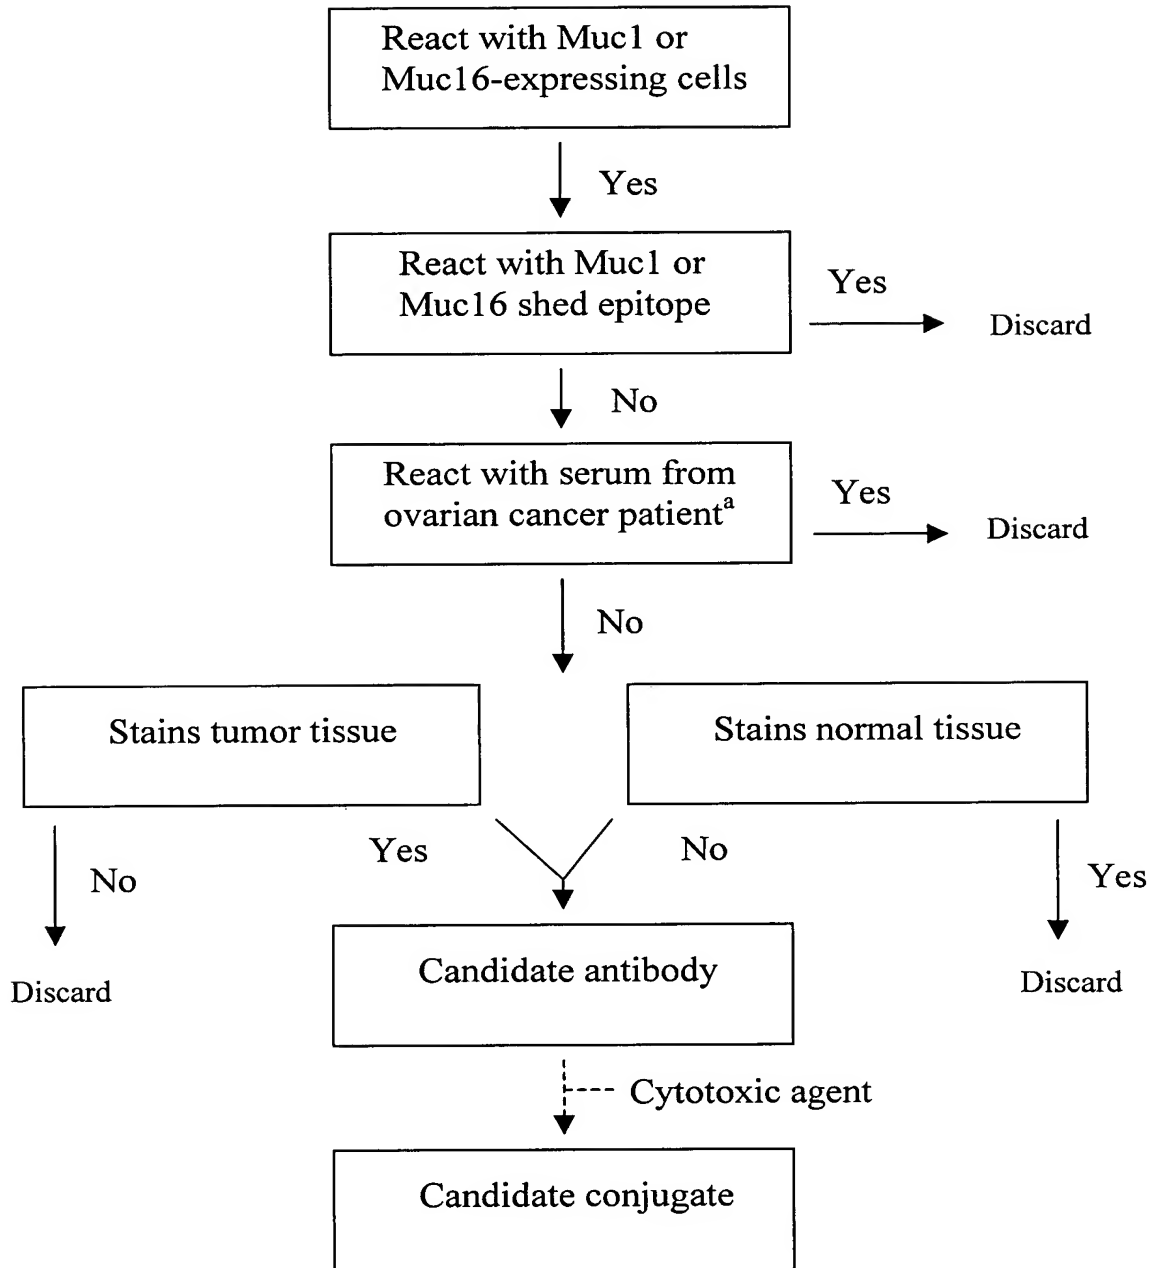 React with Muc1 or
Muc16-expressing cells
Yes
React with Muc1 or
Muc16 shed epitope
Yes
Discard
No
React with serum from
ovarian cancer patientᵃ
Yes
Discard
No
Stains tumor tissue
Stains normal tissue
Yes
No
No
Yes
Discard
Discard
Candidate antibody
Cytotoxic agent
Candidate conjugate